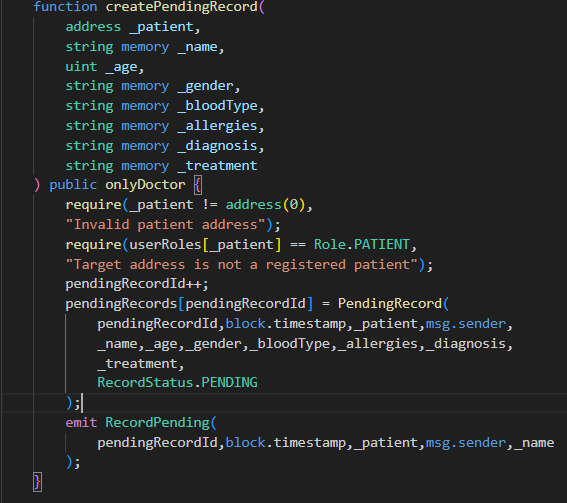 function createPendingRecord(
address _patient,
string memory _name,
uint _age,
string memory _gender,
string memory _bloodType,
string memory _allergies,
string memory _diagnosis,
string memory _treatment
) public onlyDoctor {
require(_patient != address(0),
"Invalid patient address");
require(userRoles[_patient] == Role.PATIENT,
"Target address is not a registered patient");
pendingRecordId++;
pendingRecords[pendingRecordId] = PendingRecord(
pendingRecordId,block.timestamp,_patient,msg.sender,
_name,_age,_gender,_bloodType,_allergies,_diagnosis,
_treatment,
RecordStatus.PENDING
);
emit RecordPending(
pendingRecordId,block.timestamp,_patient,msg.sender,_name
);
}